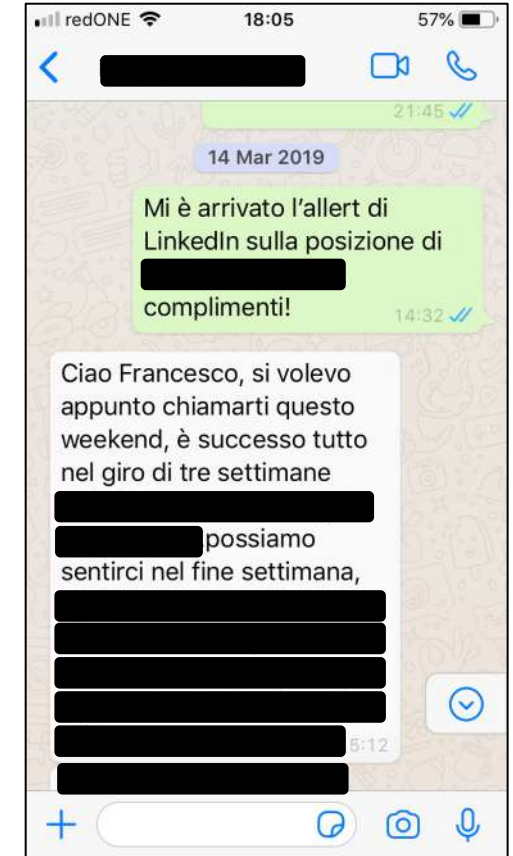 redONE 18:05 57%
21:45
14 Mar 2019
Mi è arrivato l’allert di
LinkedIn sulla posizione di
complimenti!
14:32
Ciao Francesco, si volevo
appunto chiamarti questo
weekend, è successo tutto
nel giro di tre settimane
possiamo
sentirci nel fine settimana,
5:12